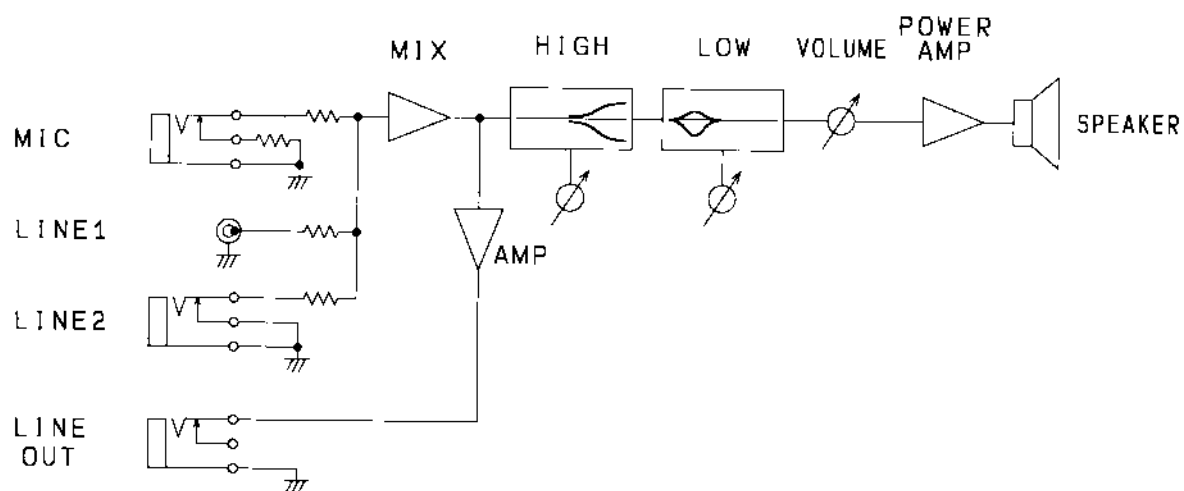 MIX
HIGH
LOW
VOLUME
POWER
AMP
MIC
SPEAKER
LINE1
AMP
LINE2
LINE
OUT